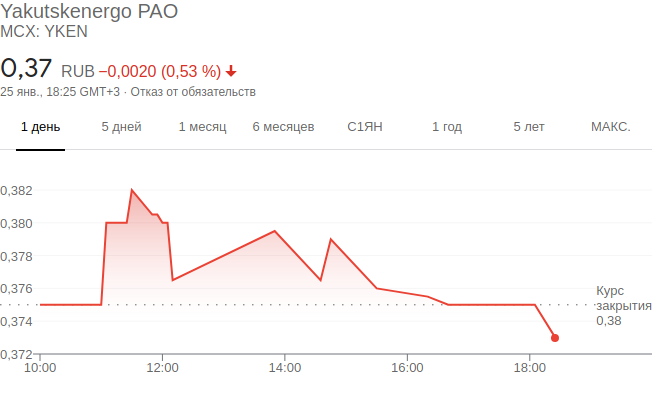 Yakutskenergo PAO
MCX: YKEN
0,37 RUB −0,0020 (0,53 %)
25 янв., 18:25 GMT+3 · Отказ от обязательств
1 день 5 дней 1 месяц 6 месяцев С1ЯН 1 год 5 лет МАКС.
0,382
0,380
0,378
0,376
Курс
закрытия
0,38
0,374
0,372
10:00 12:00 14:00 16:00 18:00